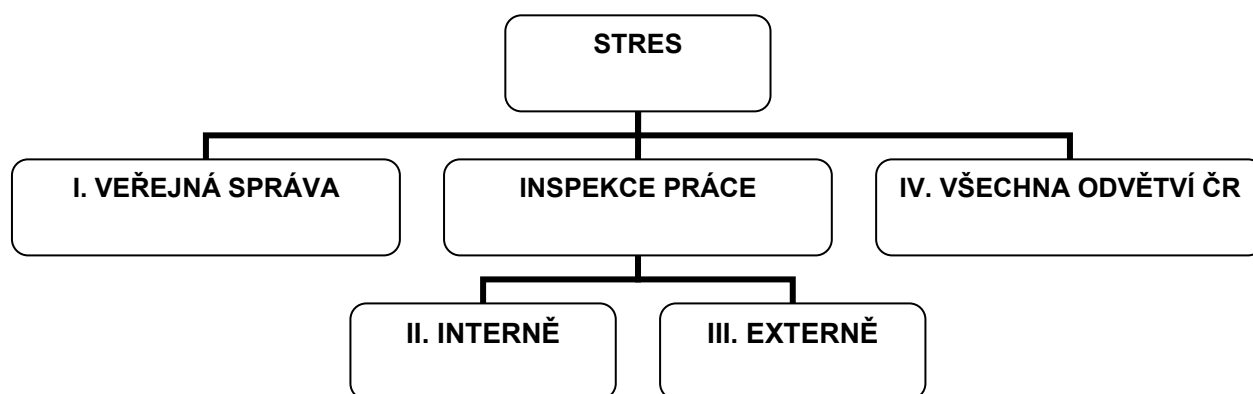 STRES
I. VEŘEJNÁ SPRÁVA
INSPEKCE PRÁCE
IV. VŠECHNA ODVĚTVÍ ČR
II. INTERNĚ
III. EXTERNĚ